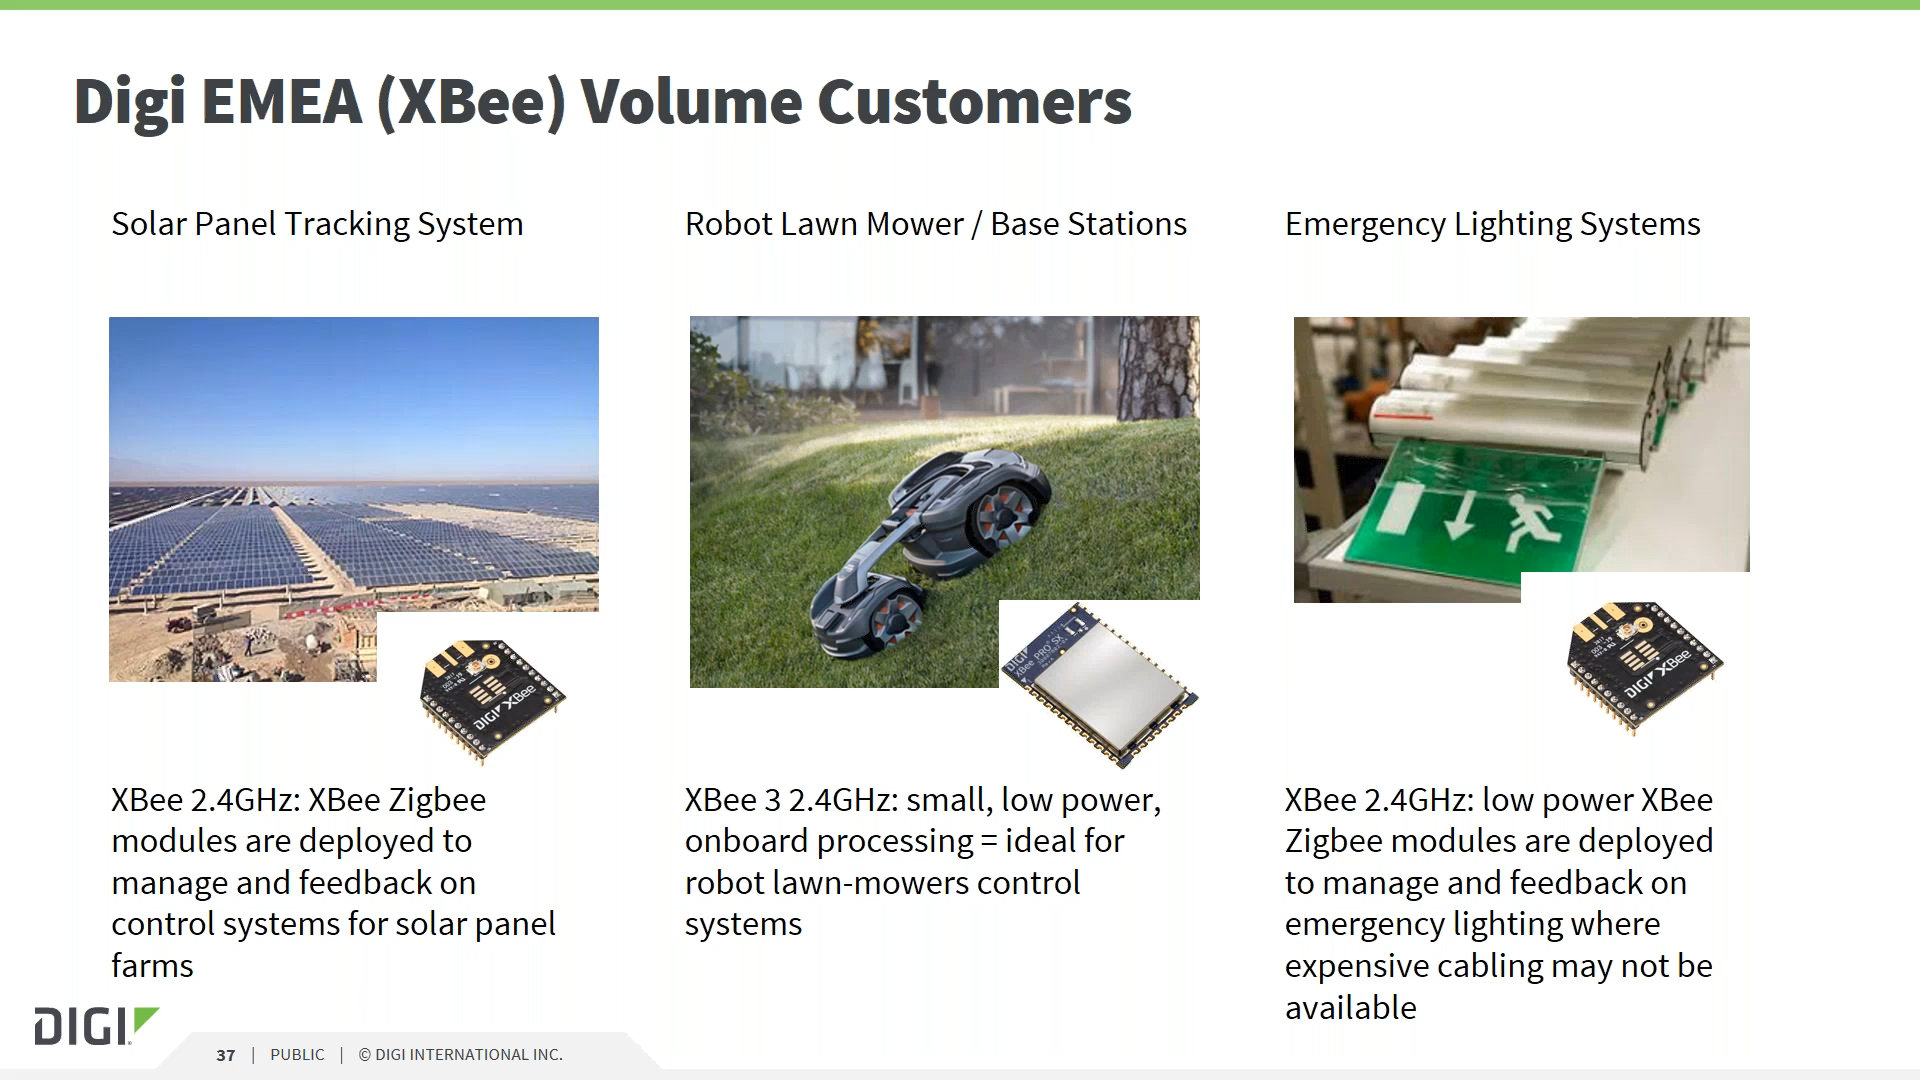 Digi EMEA (XBee) Volume Customers
Solar Panel Tracking System
Robot Lawn Mower / Base Stations
Emergency Lighting Systems
DIGI XBee
DIGI
XBee PRO SX
DIGI XBee
XBee 2.4GHz: XBee Zigbee
modules are deployed to
manage and feedback on
control systems for solar panel
farms
XBee 3 2.4GHz: small, low power,
onboard processing = ideal for
robot lawn-mowers control
systems
XBee 2.4GHz: low power XBee
Zigbee modules are deployed
to manage and feedback on
emergency lighting where
expensive cabling may not be
available
DIGI
37 | PUBLIC | © DIGI INTERNATIONAL INC.